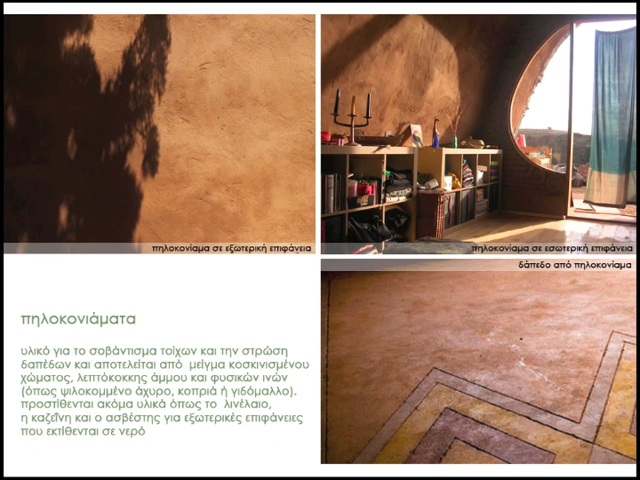 πηλοκονίαμα σε εξωτερική επιφάνεια
πηλοκονίαμα σε εσωτερική επιφάνεια
δάπεδο από πηλοκονίαμα
πηλοκονιάματα
υλικό για το σοβάντισμα τοίχων και την στρώση
δαπέδων και αποτελείται από μείγμα κοσκινισμένου
χώματος, λεπτόκοκκης άμμου και φυσικών ινών
(όπως ψιλοκομμένο άχυρο, κοπριά ή γιδόμαλλο).
προστίθενται ακόμα υλικά όπως το λινέλαιο,
η καζεΐνη και ο ασβέστης για εξωτερικές επιφάνειες
που εκτίθενται σε νερό